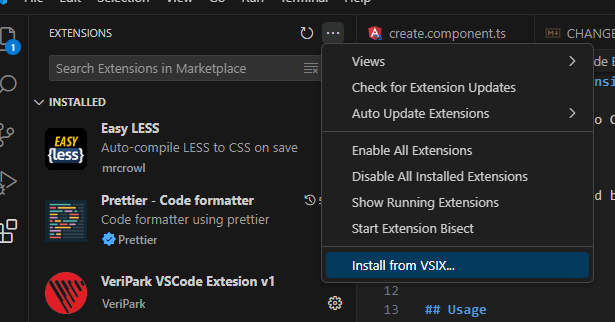 File Edit Selection View Go Run Terminal Help
EXTENSIONS
create.component.ts
CHANGE
Search Extensions in Marketplace
INSTALLED
EASY
{less}
Easy LESS
Auto-compile LESS to CSS on save
mrcrowl
Prettier - Code formatter
Code formatter using prettier
Prettier
VeriPark VSCode Extesion v1
VeriPark
1
Views
Check for Extension Updates
Auto Update Extensions
Enable All Extensions
Disable All Installed Extensions
Show Running Extensions
Start Extension Bisect
Install from VSIX...
12
13
## Usage